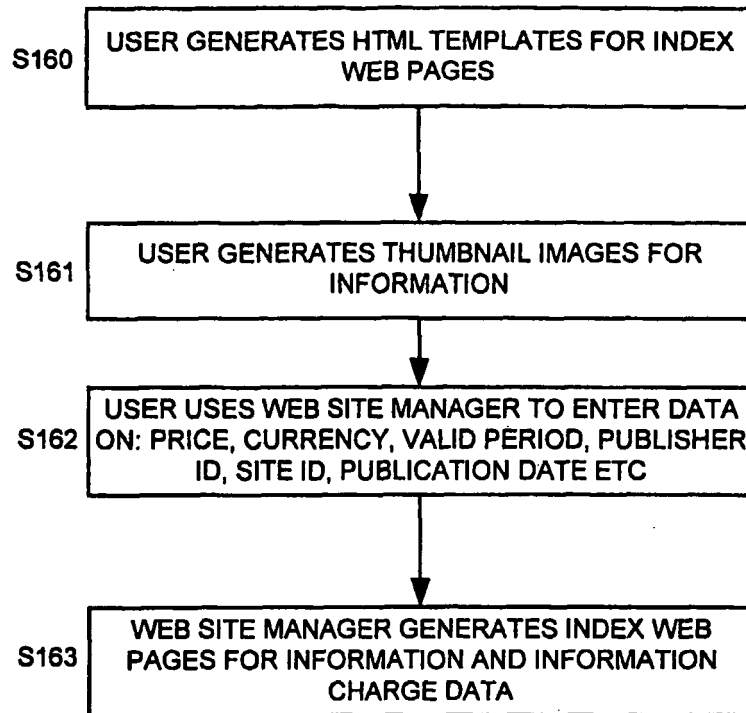 S160
USER GENERATES HTML TEMPLATES FOR INDEX
WEB PAGES
S161
USER GENERATES THUMBNAIL IMAGES FOR
INFORMATION
S162
USER USES WEB SITE MANAGER TO ENTER DATA
ON: PRICE, CURRENCY, VALID PERIOD, PUBLISHER
ID, SITE ID, PUBLICATION DATE ETC
S163
WEB SITE MANAGER GENERATES INDEX WEB
PAGES FOR INFORMATION AND INFORMATION
CHARGE DATA